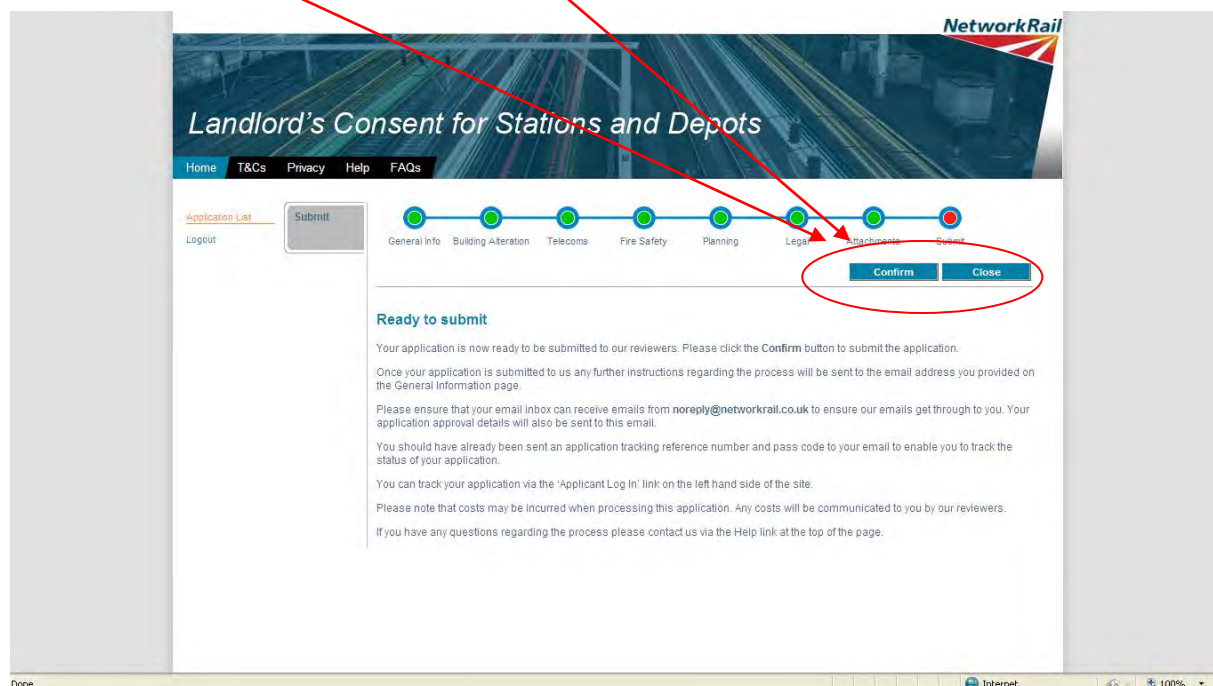 NetworkRail
Landlord's Consent for Stations and Depots
Home T&Cs Privacy Help FAQs
Application List
Logout
Submit
General Info Building Alteration Telecoms Fire Safety Planning Legal Attachments Submit
Confirm Close
Ready to submit
Your application is now ready to be submitted to our reviewers. Please click the Confirm button to submit the application.
Once your application is submitted to us any further instructions regarding the process will be sent to the email address you provided on
the General Information page.
Please ensure that your email inbox can receive emails from noreply@networkrail.co.uk to ensure our emails get through to you. Your
application approval details will also be sent to this email.
You should have already been sent an application tracking reference number and pass code to your email to enable you to track the
status of your application.
You can track your application via the 'Applicant Log In' link on the left hand side of the site.
Please note that costs may be incurred when processing this application. Any costs will be communicated to you by our reviewers.
If you have any questions regarding the process please contact us via the Help link at the top of the page.
Done Internet 100%